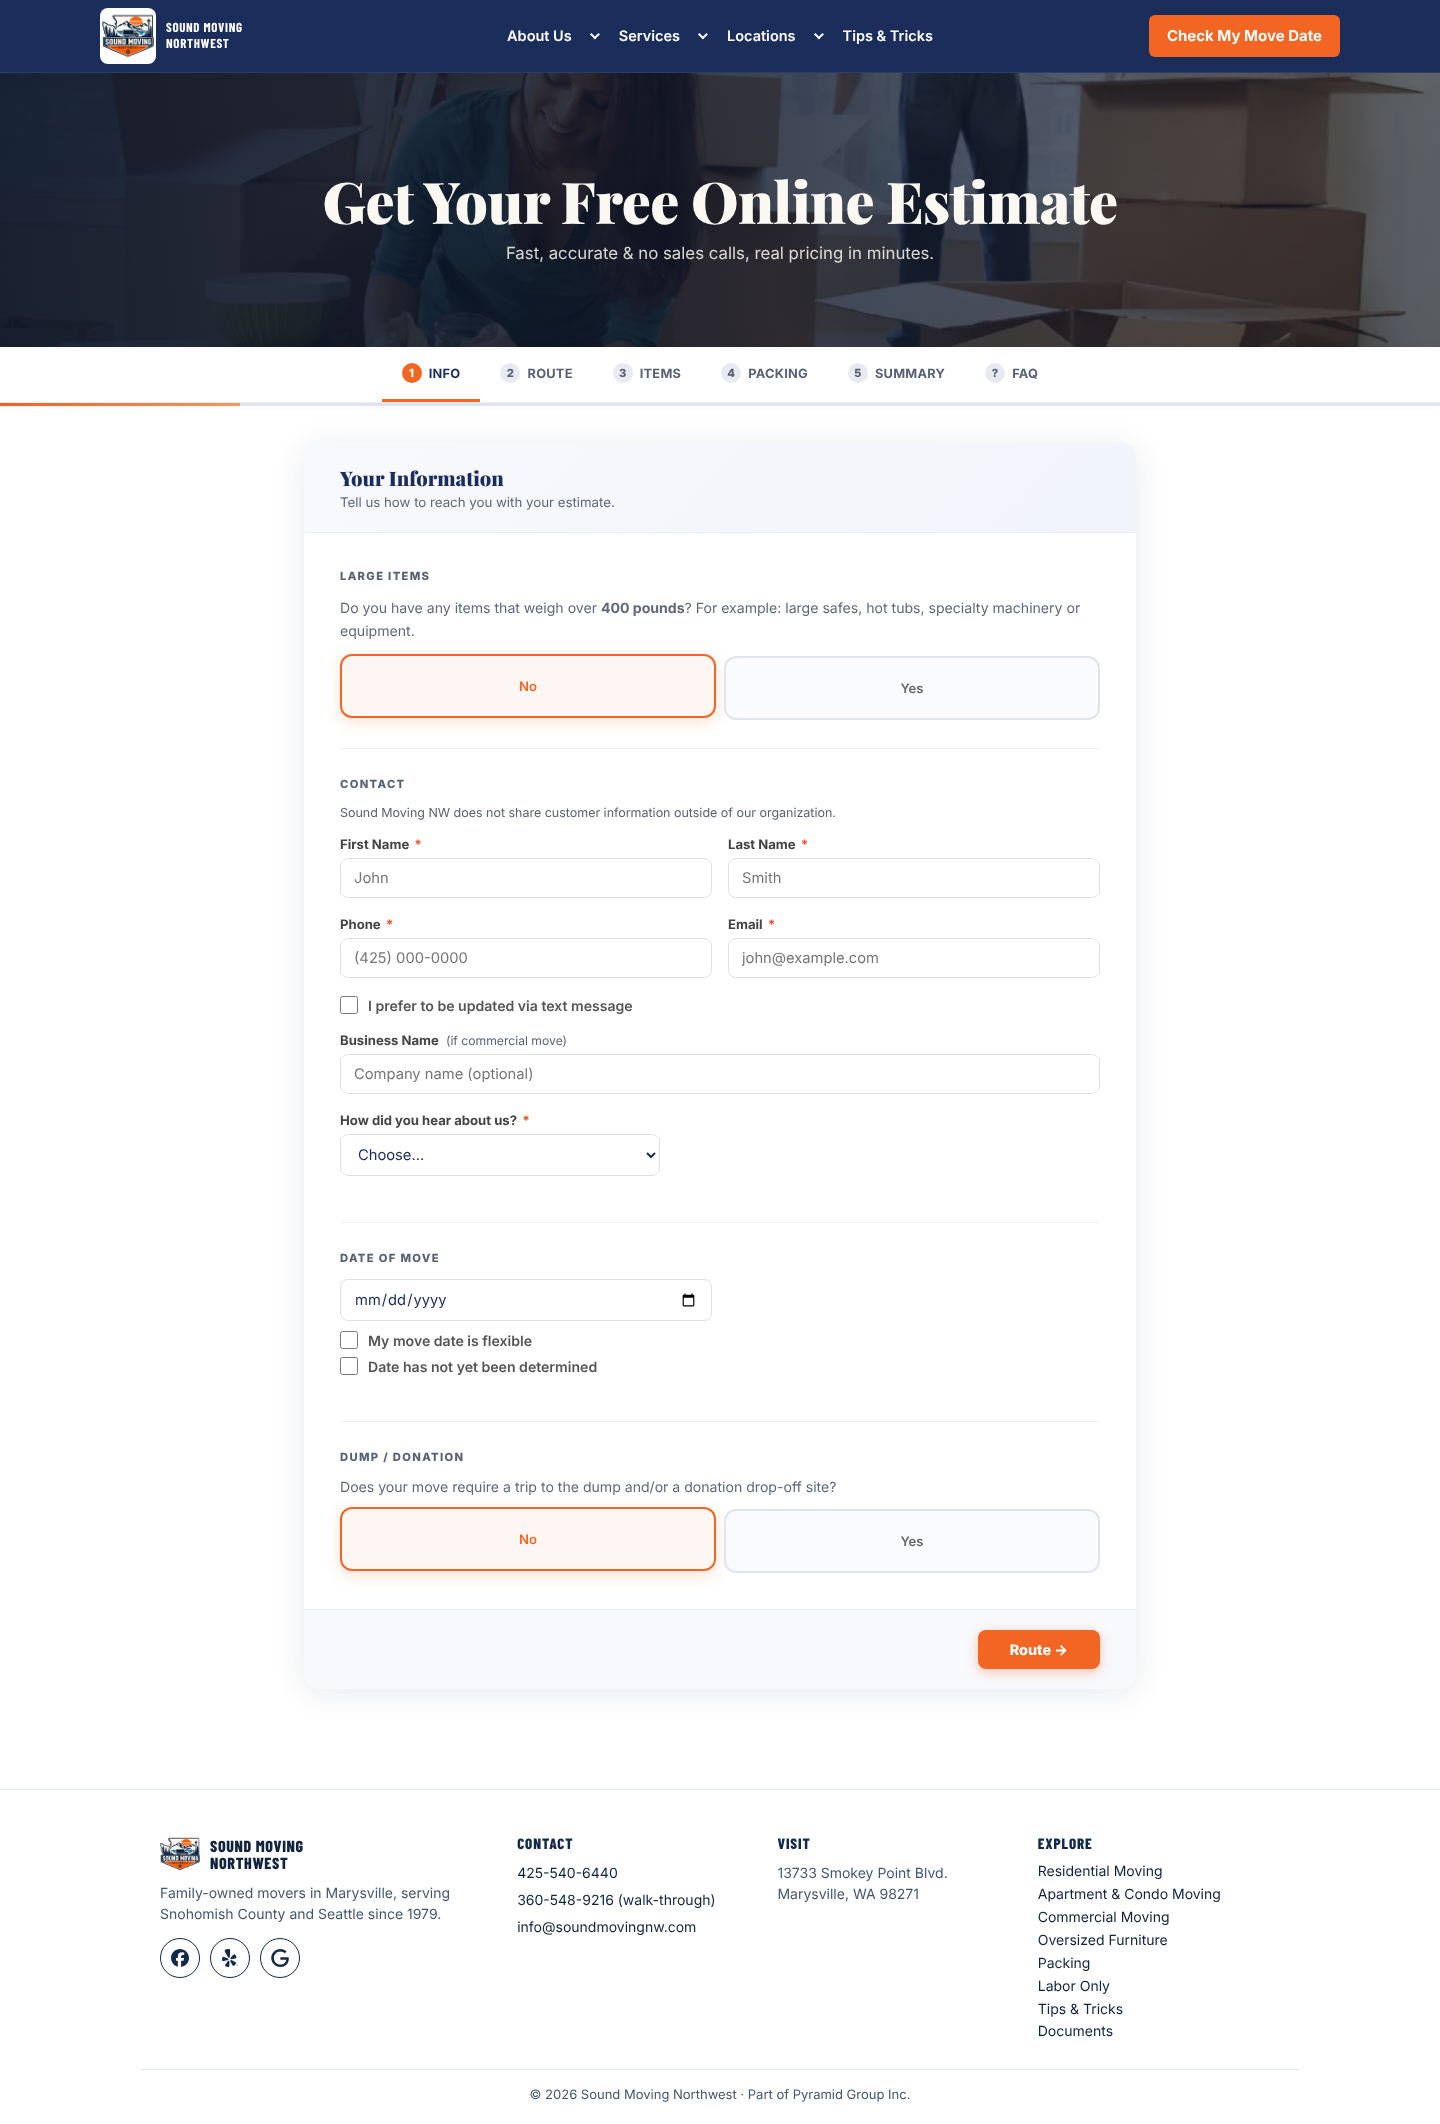 SOUND MOVING
SOUND MOVING
NORTHWEST
About Us
Services
Locations
Tips & Tricks
Check My Move Date
Get Your Free Online Estimate
Fast, accurate & no sales calls, real pricing in minutes.
1 INFO
2 ROUTE
3 ITEMS
4 PACKING
5 SUMMARY
? FAQ
Your Information
Tell us how to reach you with your estimate.
LARGE ITEMS
Do you have any items that weigh over 400 pounds? For example: large safes, hot tubs, specialty machinery or
equipment.
No
Yes
CONTACT
Sound Moving NW does not share customer information outside of our organization.
First Name *
Last Name *
John
Smith
Phone *
Email *
(425) 000-0000
john@example.com
I prefer to be updated via text message
Business Name (if commercial move)
Company name (optional)
How did you hear about us? *
Choose...
DATE OF MOVE
mm/dd/yyyy
My move date is flexible
Date has not yet been determined
DUMP / DONATION
Does your move require a trip to the dump and/or a donation drop-off site?
No
Yes
Route →
SOUND MOVING
SOUND MOVING
NORTHWEST
Family-owned movers in Marysville, serving
Snohomish County and Seattle since 1979.
CONTACT
425-540-6440
360-548-9216 (walk-through)
info@soundmovingnw.com
VISIT
13733 Smokey Point Blvd.
Marysville, WA 98271
EXPLORE
Residential Moving
Apartment & Condo Moving
Commercial Moving
Oversized Furniture
Packing
Labor Only
Tips & Tricks
Documents
© 2026 Sound Moving Northwest · Part of Pyramid Group Inc.